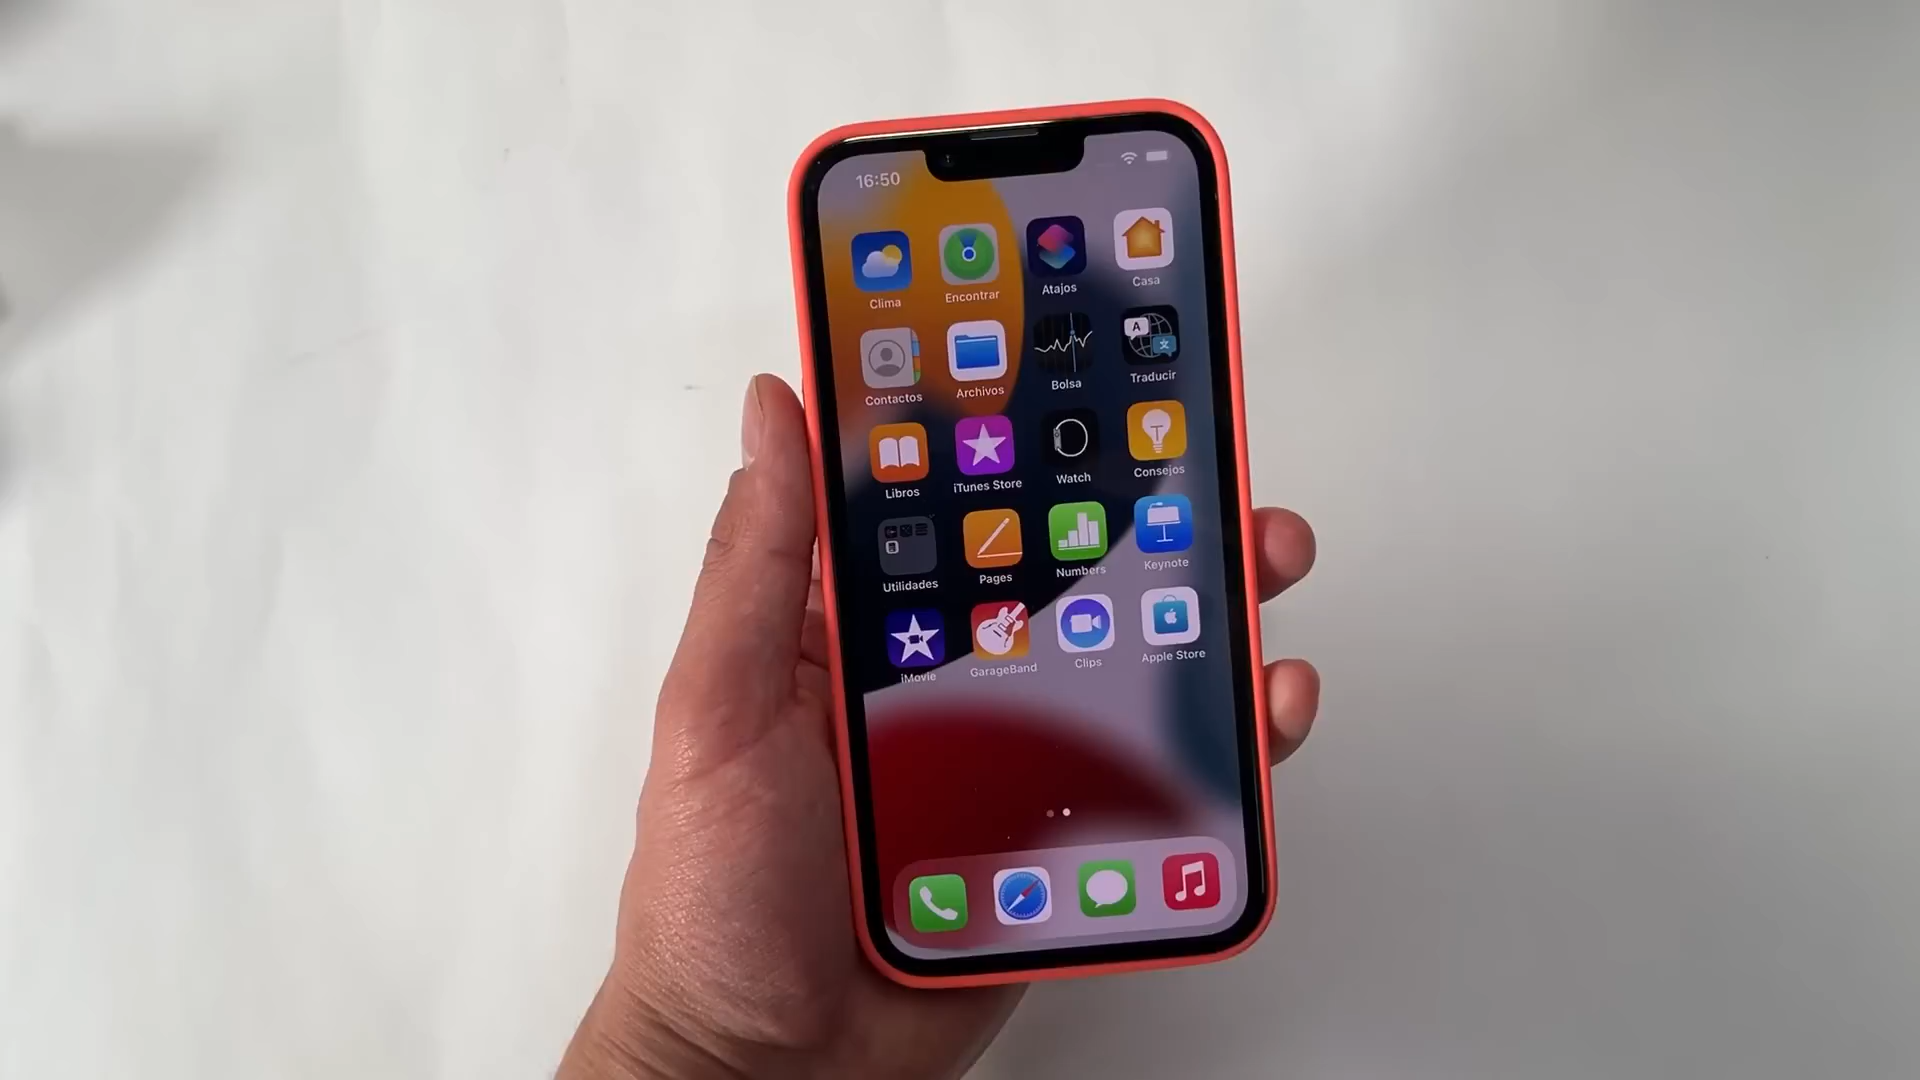 16:50
Clima
Encontrar
Atajos
Casa
Contactos
Archivos
Bolsa
Traducir
A
文
Libros
iTunes Store
Watch
Consejos
Utilidades
Pages
Numbers
Keynote
iMovie
GarageBand
Clips
Apple Store